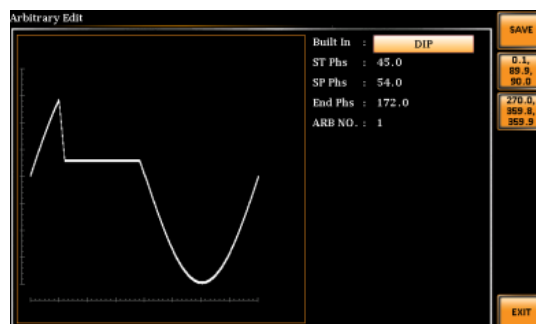 Arbitrary Edit
Built In : DIP
ST Phs : 45.0
SP Phs : 54.0
End Phs : 172.0
ARB NO. : 1
SAVE
0.1,
89.9,
90.0
270.0,
359.8,
359.9
EXIT